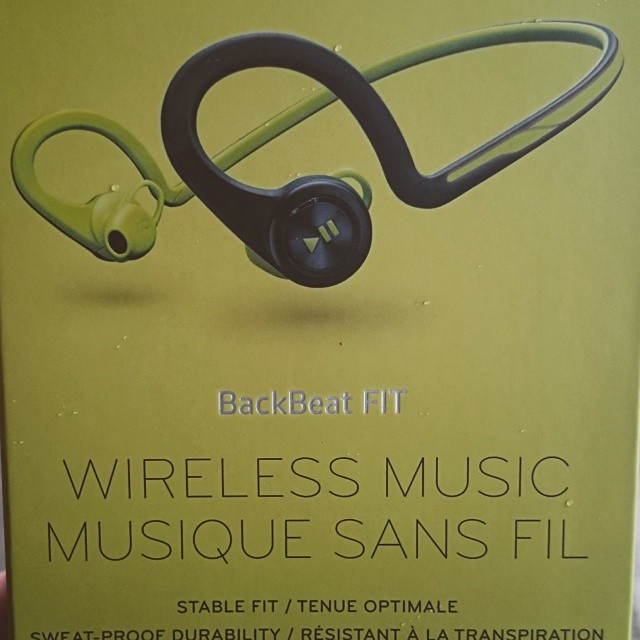 BackBeat FIT
WIRELESS MUSIC
MUSIQUE SANS FIL
STABLE FIT / TENUE OPTIMALE
SWEAT-PROOF DURABILITY / RÉSISTANT À LA TRANSPIRATION